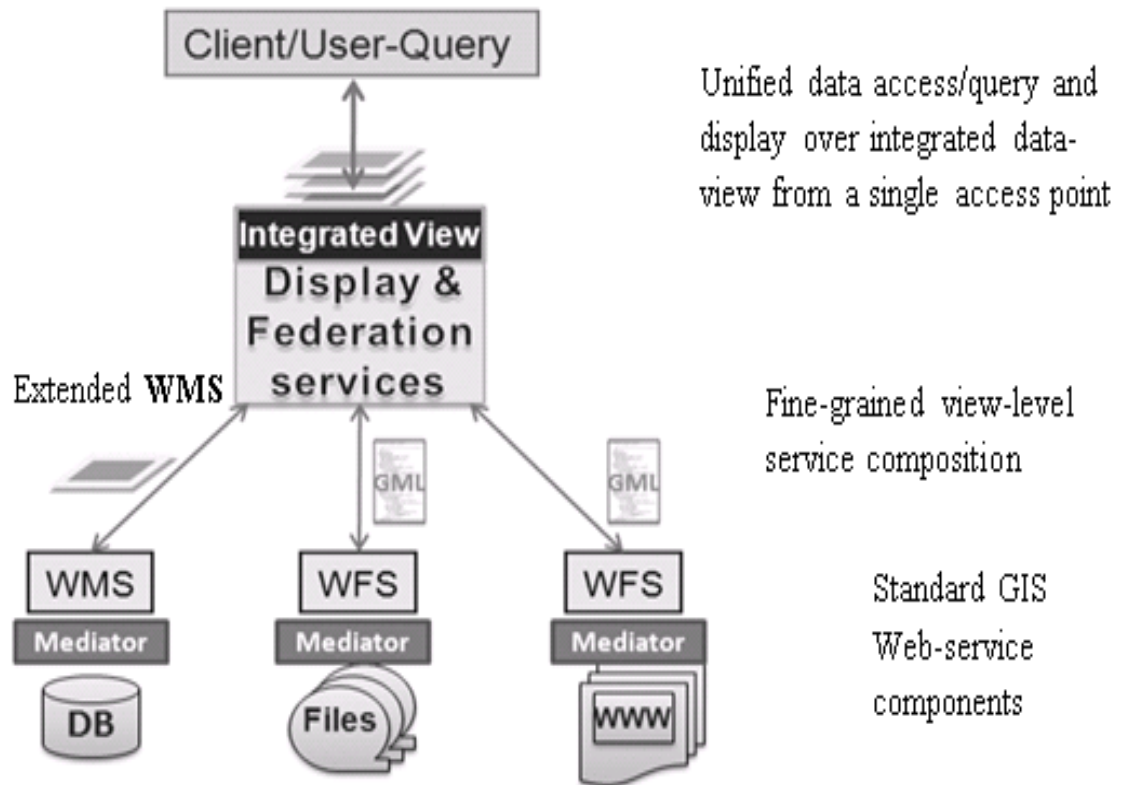 Client/User-Query
Unified data access/query and
display over integrated data-
view from a single access point
Integrated View
Display &
Federation
services
Extended WMS
Fine-grained view-level
service composition
GML
GML
WMS
WFS
WFS
Standard GIS
Web-service
components
Mediator
Mediator
Mediator
DB
Files
WWW